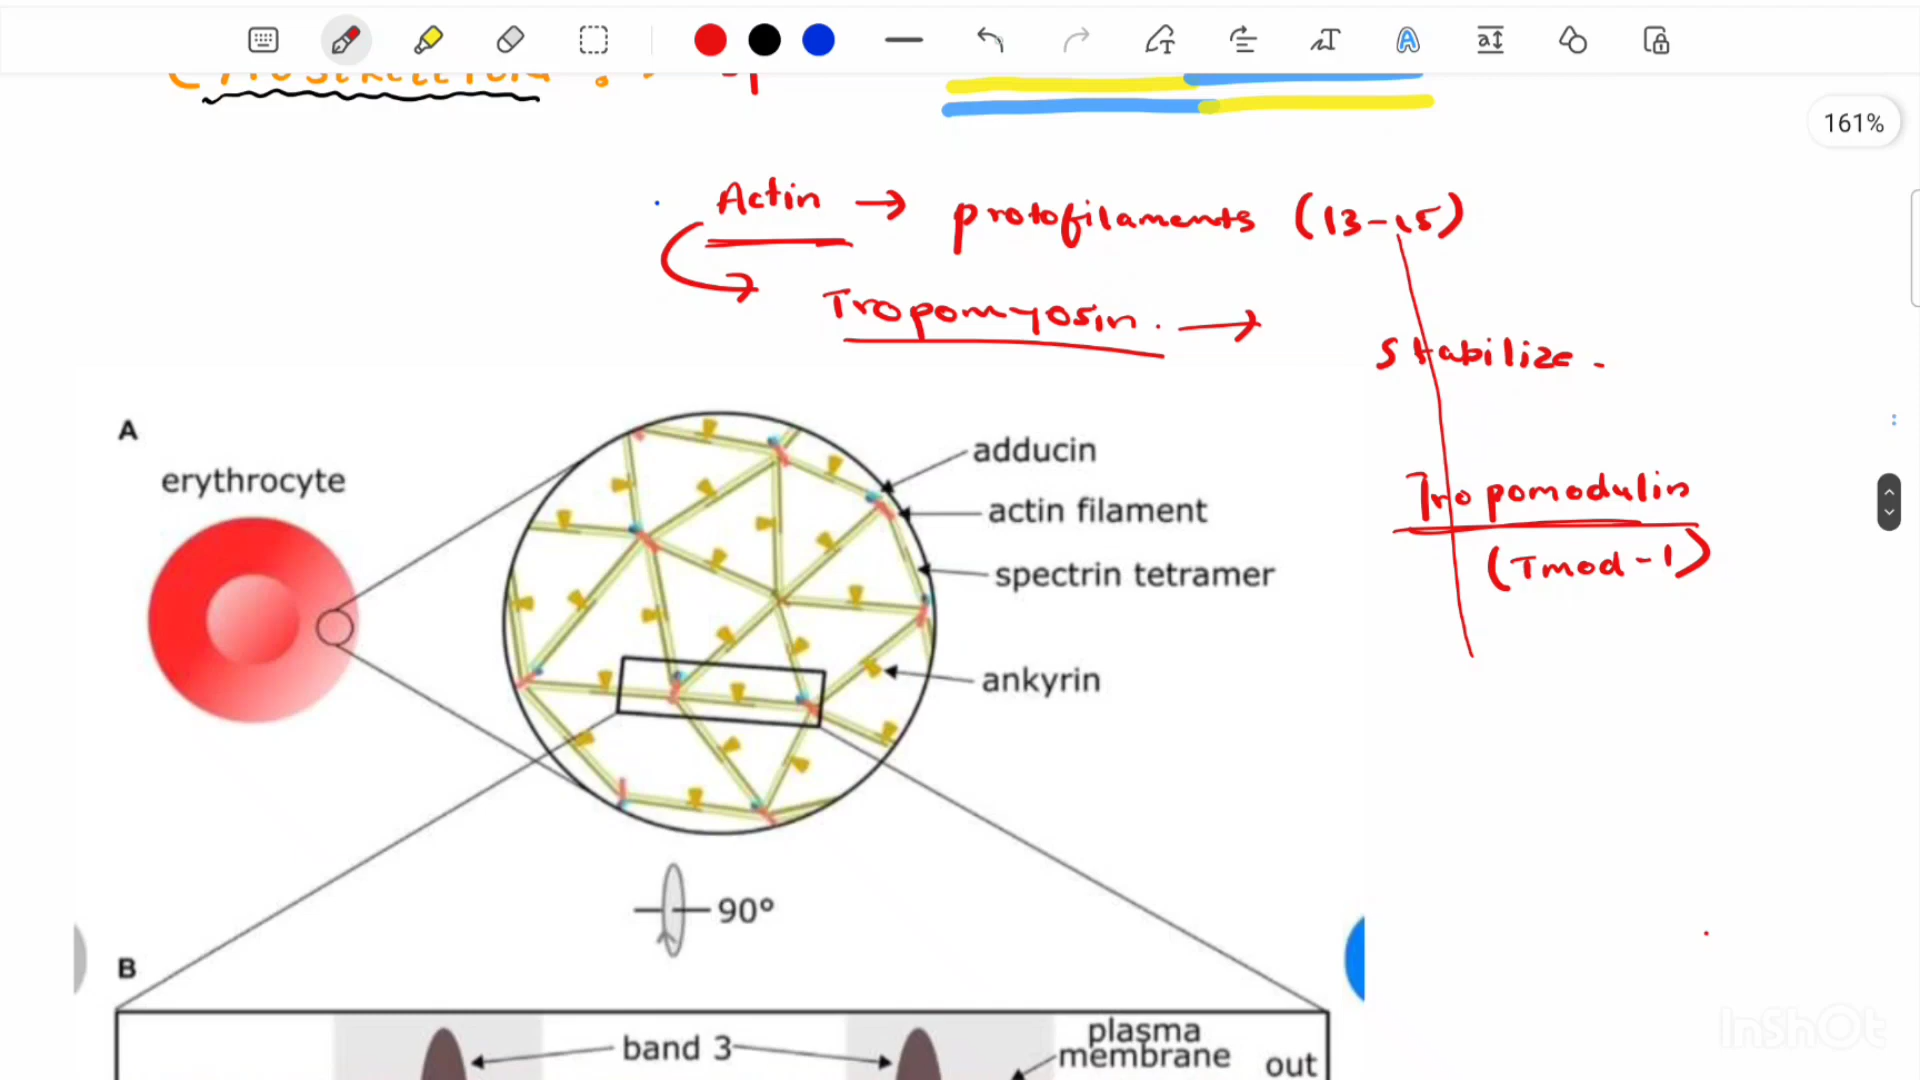 161%
Actin → protofilaments (13-15)
Tropomyosin. →
Stabilize.
Tropomodulin
(Tmod-1)
A
erythrocyte
adducin
actin filament
spectrin tetramer
ankyrin
90°
B
band 3
plasma
membrane
out
InShOt